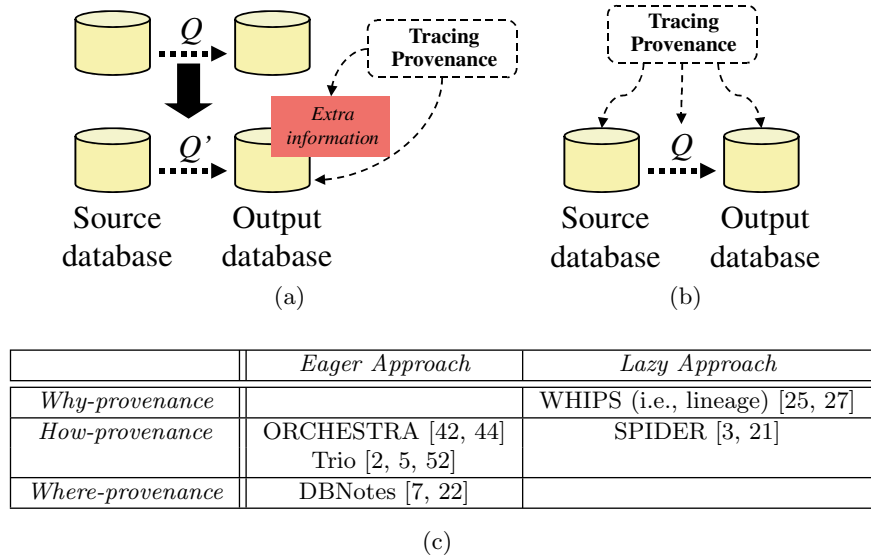 Q
Tracing
Provenance
Extra
information
Q’
Source
database
Output
database
(a)
Tracing
Provenance
Q
Source
database
Output
database
(b)
Eager Approach Lazy Approach
Why-provenance WHIPS (i.e., lineage) [25, 27]
How-provenance ORCHESTRA [42, 44] SPIDER [3, 21]
Trio [2, 5, 52]
Where-provenance DBNotes [7, 22]
(c)